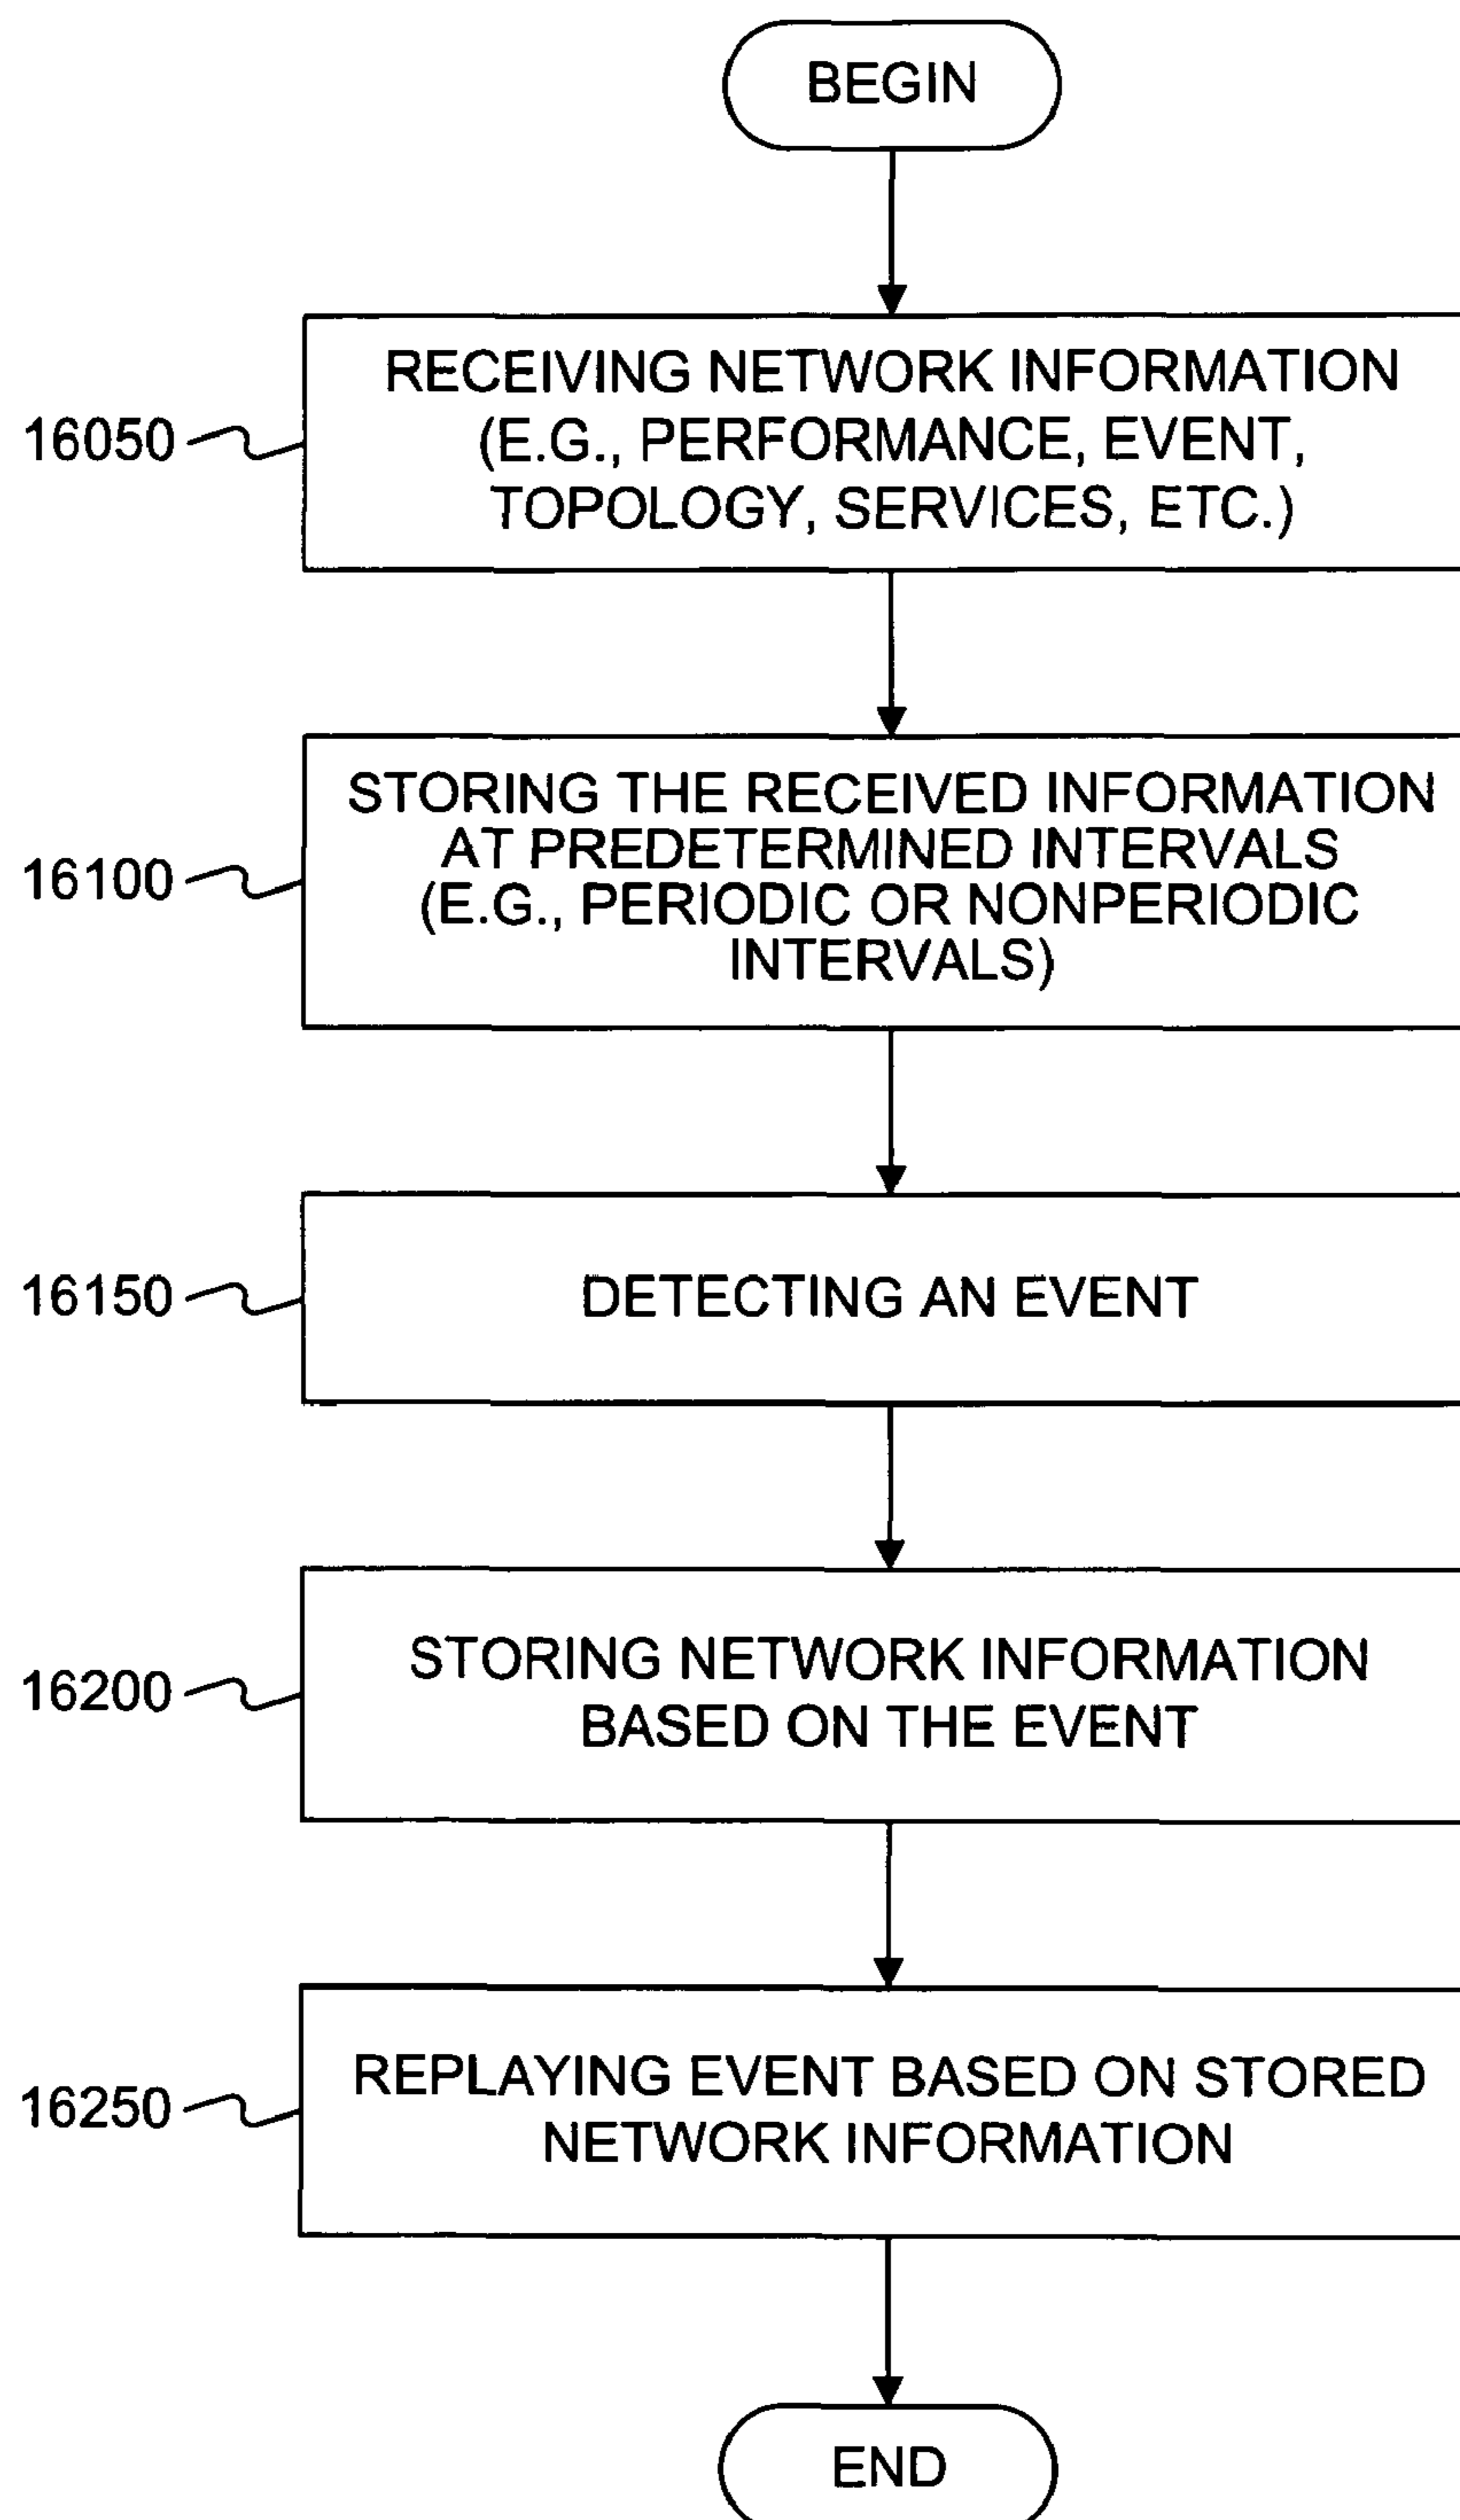 BEGIN
16050
RECEIVING NETWORK INFORMATION
(E.G., PERFORMANCE, EVENT,
TOPOLOGY, SERVICES, ETC.)
16100
STORING THE RECEIVED INFORMATION
AT PREDETERMINED INTERVALS
(E.G., PERIODIC OR NONPERIODIC
INTERVALS)
16150
DETECTING AN EVENT
16200
STORING NETWORK INFORMATION
BASED ON THE EVENT
16250
REPLAYING EVENT BASED ON STORED
NETWORK INFORMATION
END